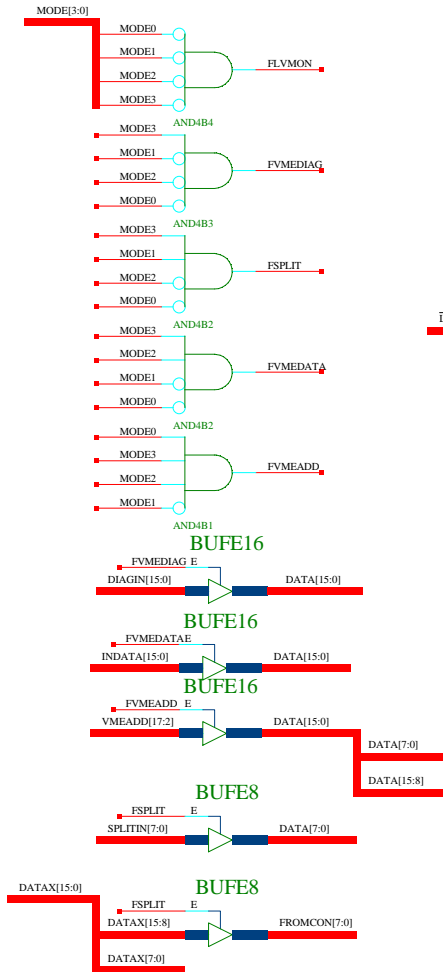 MODE[3:0]
MODE0
MODE1
MODE2
MODE3
FLVMON
AND4B4
MODE3
MODE1
MODE2
MODE0
FVMEDIAG
AND4B3
MODE3
MODE1
MODE2
MODE0
FSPLIT
AND4B2
MODE3
MODE2
MODE1
MODE0
FVMEDATA
AND4B2
MODE0
MODE3
MODE2
MODE1
FVMEADD
AND4B1
BUFE16
FVMEDIAG E
DIAGIN[15:0] DATA[15:0]
BUFE16
FVMEDATAE
INDATA[15:0] DATA[15:0]
BUFE16
FVMEADD E
VMEADD[17:2] DATA[15:0]
DATA[7:0]
DATA[15:8]
BUFE8
FSPLIT E
SPLITIN[7:0] DATA[7:0]
BUFE8
DATAX[15:0]
FSPLIT E
DATAX[15:8] FROMCON[7:0]
DATAX[7:0]